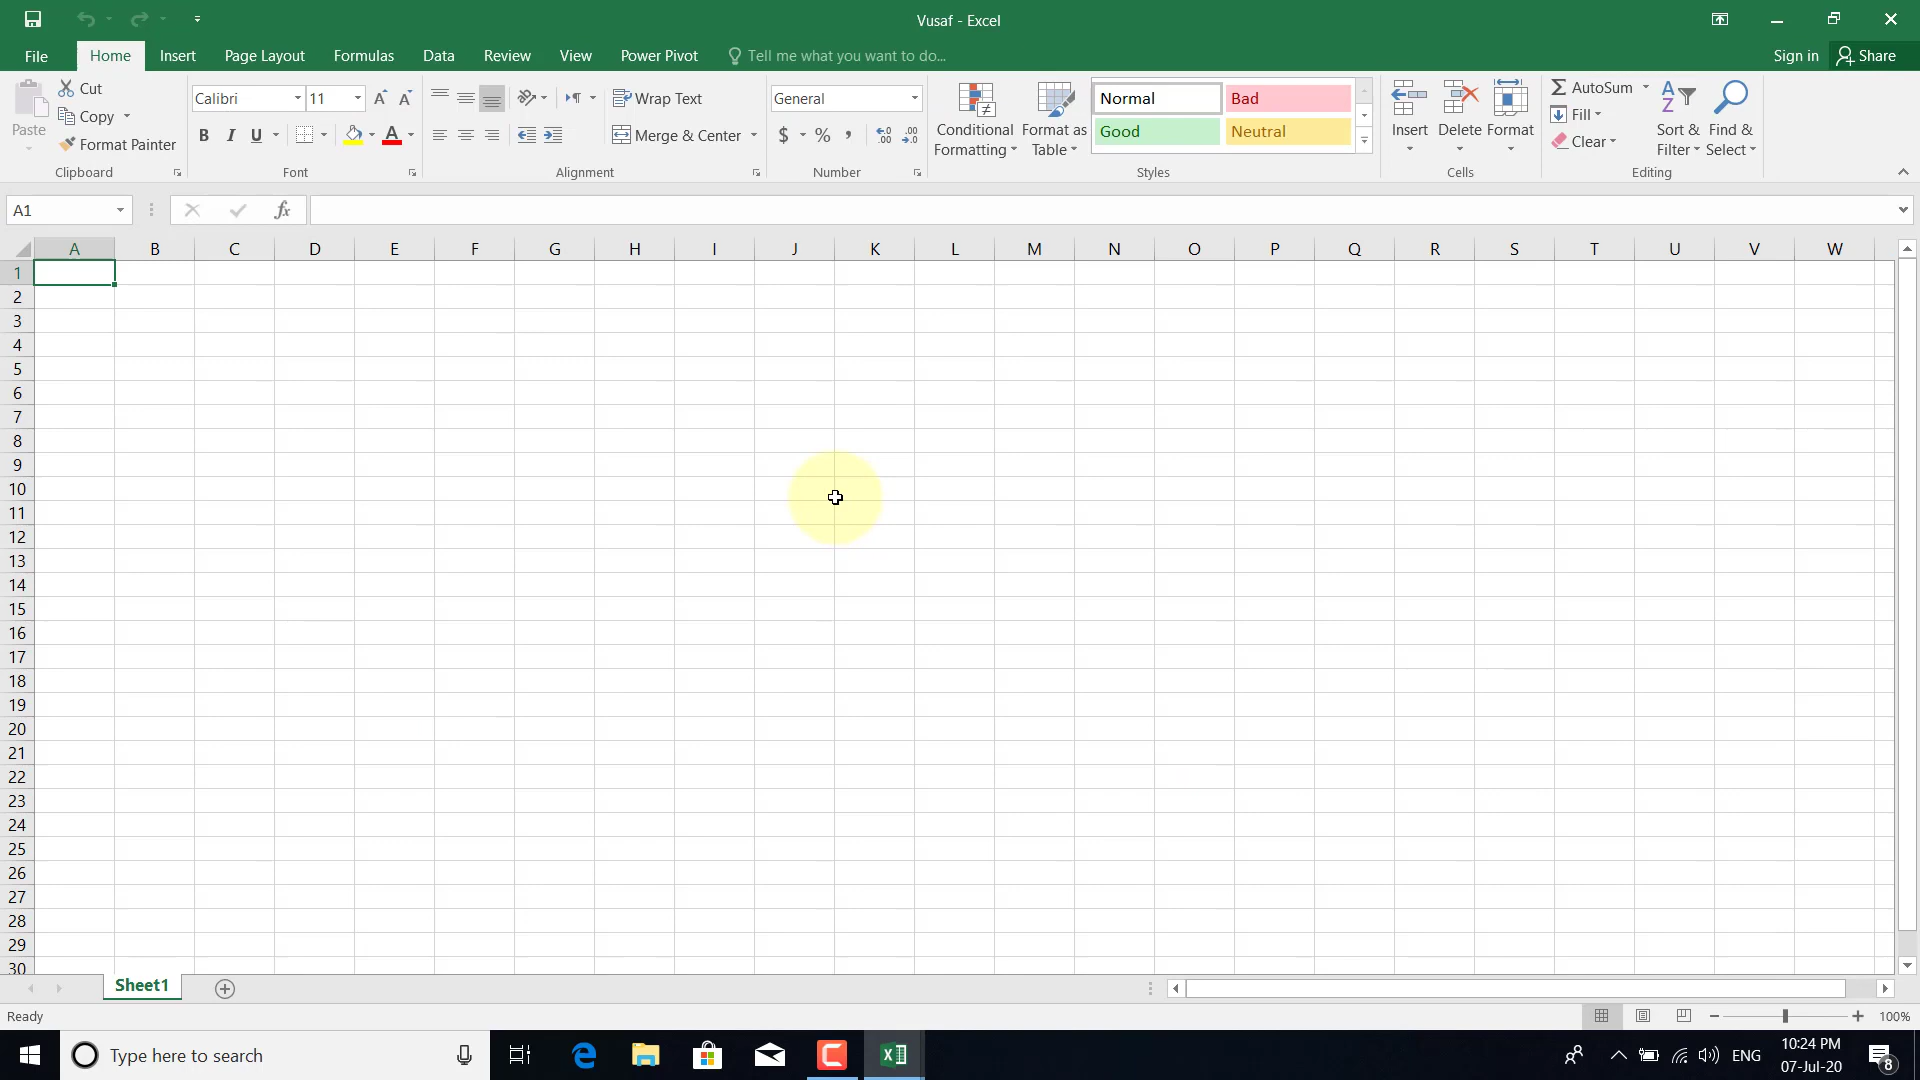 Vusaf - Excel
File Home Insert Page Layout Formulas Data Review View Power Pivot Tell me what you want to do... Sign in Share
Paste
Cut
Copy
Format Painter
Clipboard
Calibri 11
B I U
Font
Wrap Text
Merge & Center
Alignment
General
$ % ,
Number
Conditional Formatting
Format as Table
Normal Bad
Good Neutral
Styles
Insert Delete Format
Cells
AutoSum
Fill
Clear
Sort & Filter
Find & Select
Editing
A1 fx
A B C D E F G H I J K L M N O P Q R S T U V W
1
2
3
4
5
6
7
8
9
10
11
12
13
14
15
16
17
18
19
20
21
22
23
24
25
26
27
28
29
30
Sheet1
Ready 100%
Type here to search ENG 10:24 PM
07-Jul-20 8